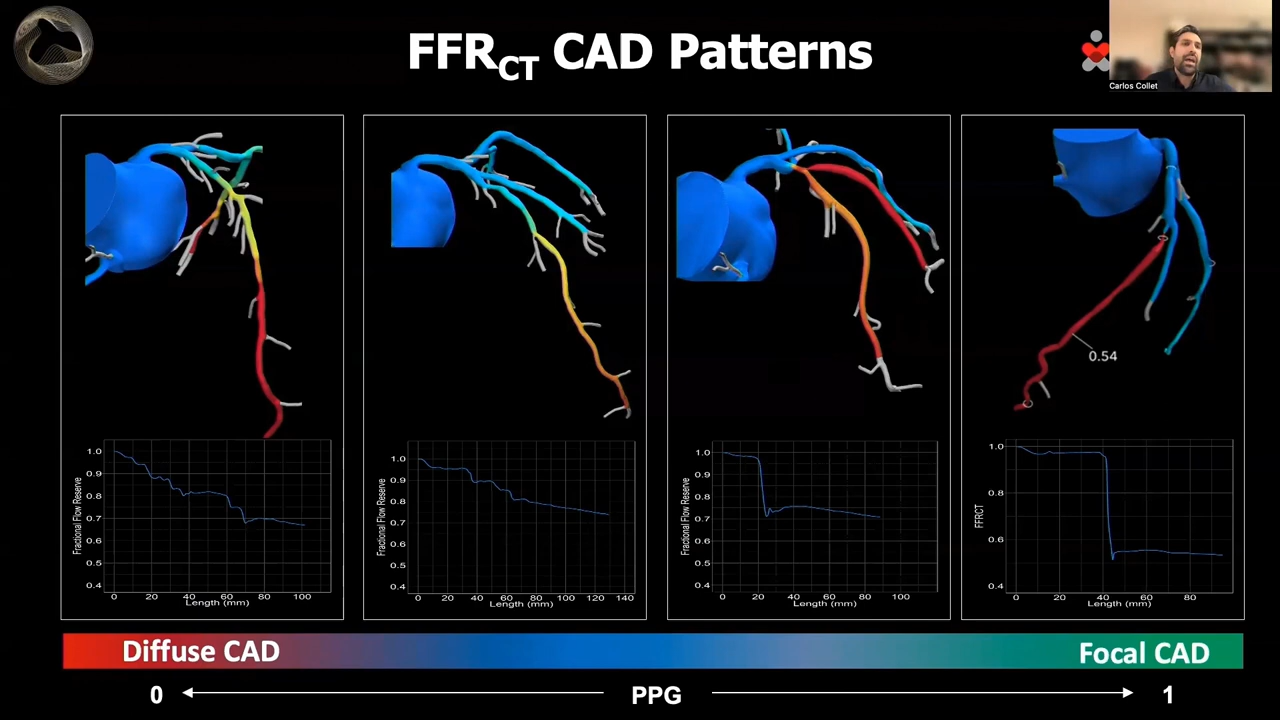 FFRCT CAD Patterns
Carlos Collet
0.54
1.0
0.9
0.8
0.7
0.6
0.5
0.4
Fractional Flow Reserve
0 20 40 60 80 100
Length (mm)
1.0
0.9
0.8
0.7
0.6
0.5
0.4
Fractional Flow Reserve
0 20 40 60 80 100 120 140
Length (mm)
1.0
0.9
0.8
0.7
0.6
0.5
0.4
Fractional Flow Reserve
0 20 40 60 80 100
Length (mm)
1.0
0.8
0.6
0.4
FFRCT
0 20 40 60 80
Length (mm)
Diffuse CAD
Focal CAD
0 PPG 1